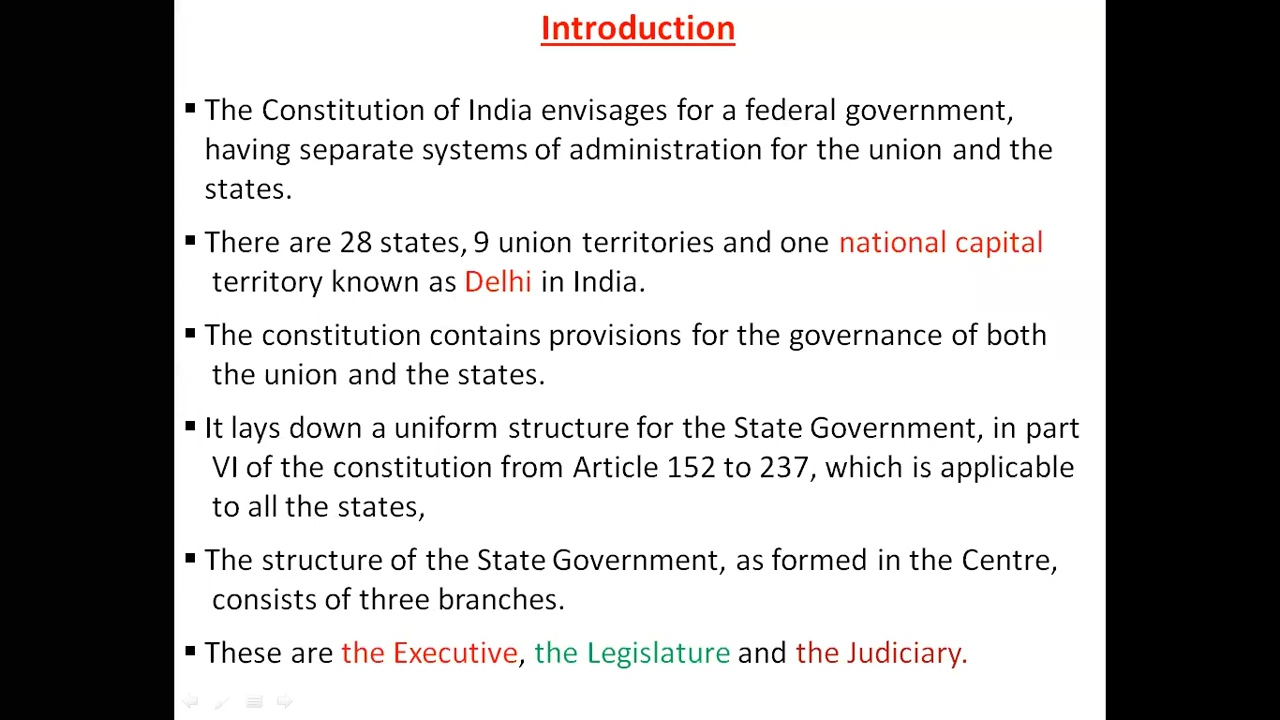 Introduction
▪ The Constitution of India envisages for a federal government,
having separate systems of administration for the union and the
states.
▪ There are 28 states, 9 union territories and one national capital
territory known as Delhi in India.
▪ The constitution contains provisions for the governance of both
the union and the states.
▪ It lays down a uniform structure for the State Government, in part
VI of the constitution from Article 152 to 237, which is applicable
to all the states,
▪ The structure of the State Government, as formed in the Centre,
consists of three branches.
▪ These are the Executive, the Legislature and the Judiciary.